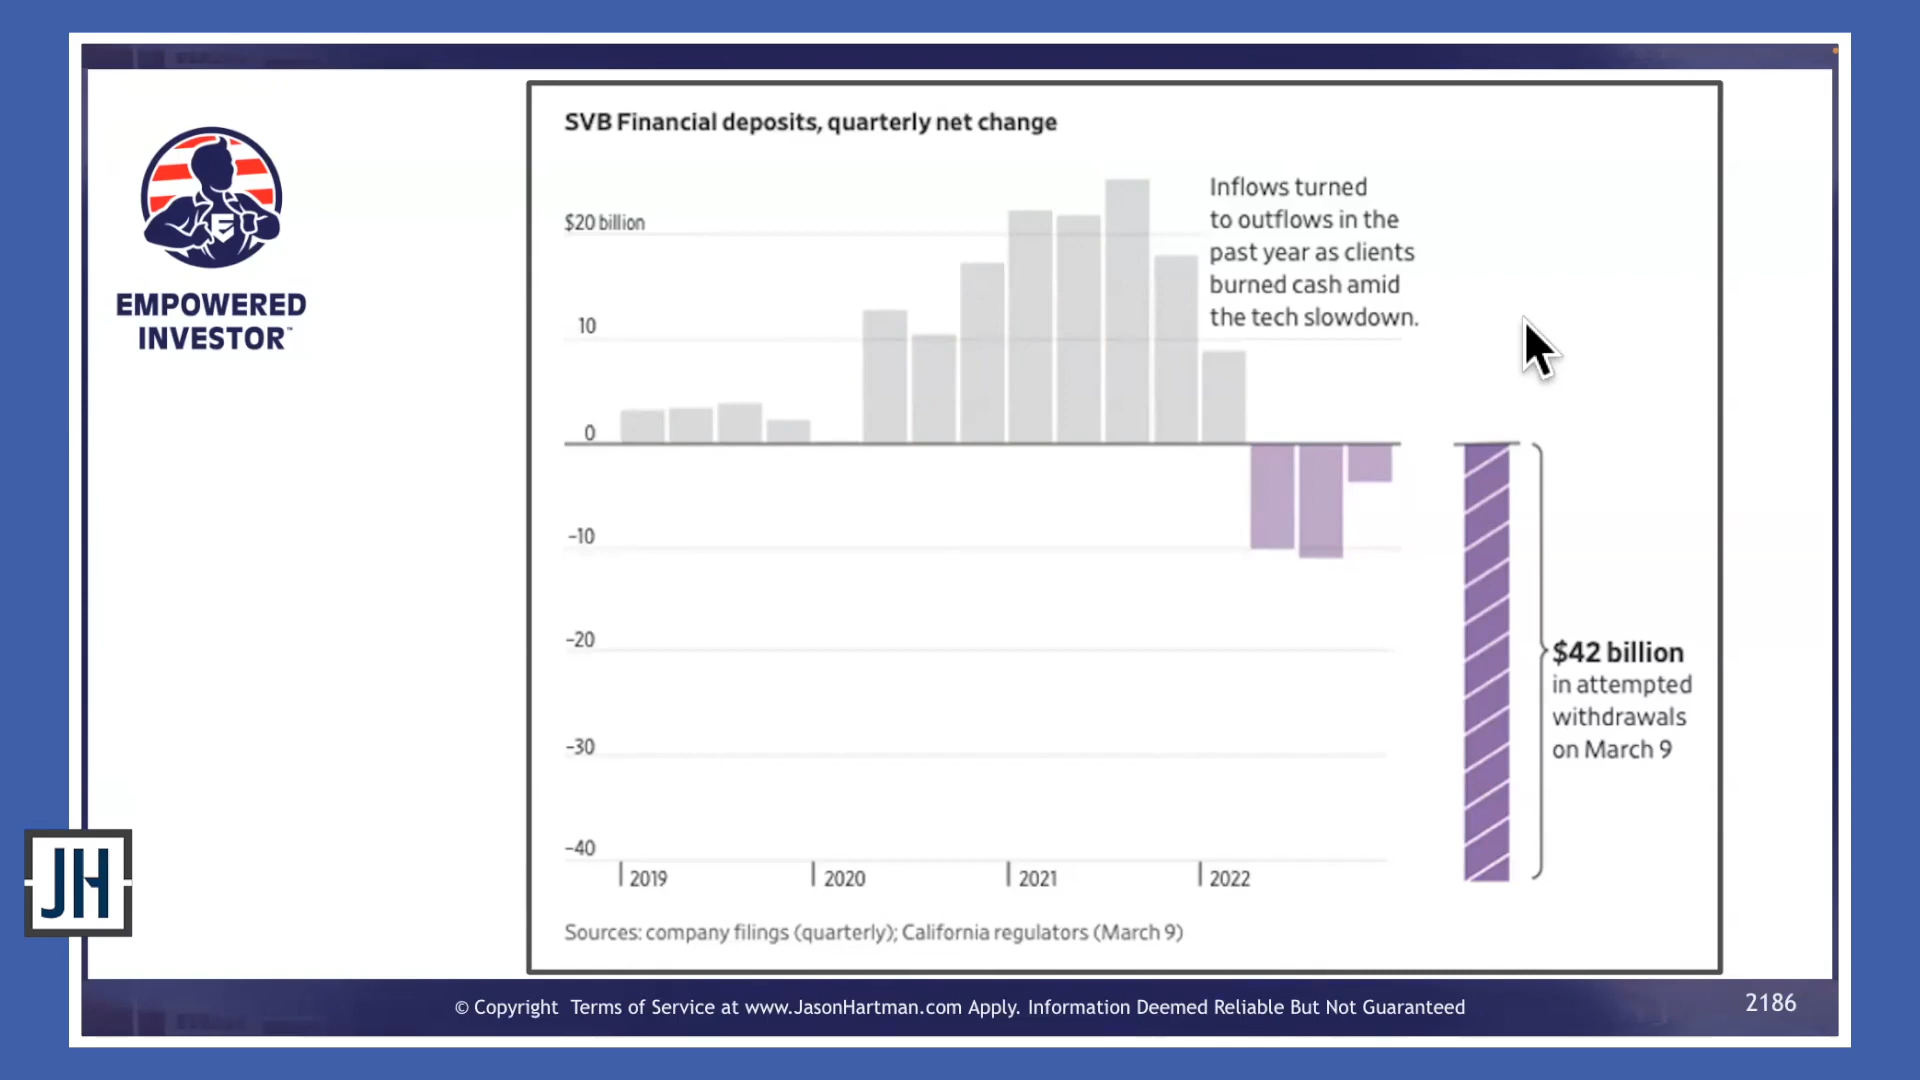 EMPOWERED
INVESTOR™
SVB Financial deposits, quarterly net change
Inflows turned
to outflows in the
past year as clients
burned cash amid
the tech slowdown.
$20 billion
10
0
-10
-20
-30
-40
2019
2020
2021
2022
$42 billion
in attempted
withdrawals
on March 9
Sources: company filings (quarterly); California regulators (March 9)
JH
© Copyright Terms of Service at www.JasonHartman.com Apply. Information Deemed Reliable But Not Guaranteed
2186